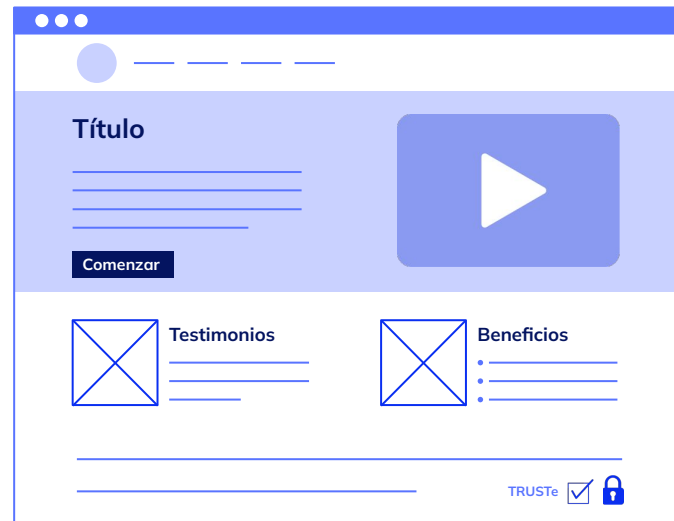 Título
Comenzar
Testimonios
Beneficios
TRUSTe